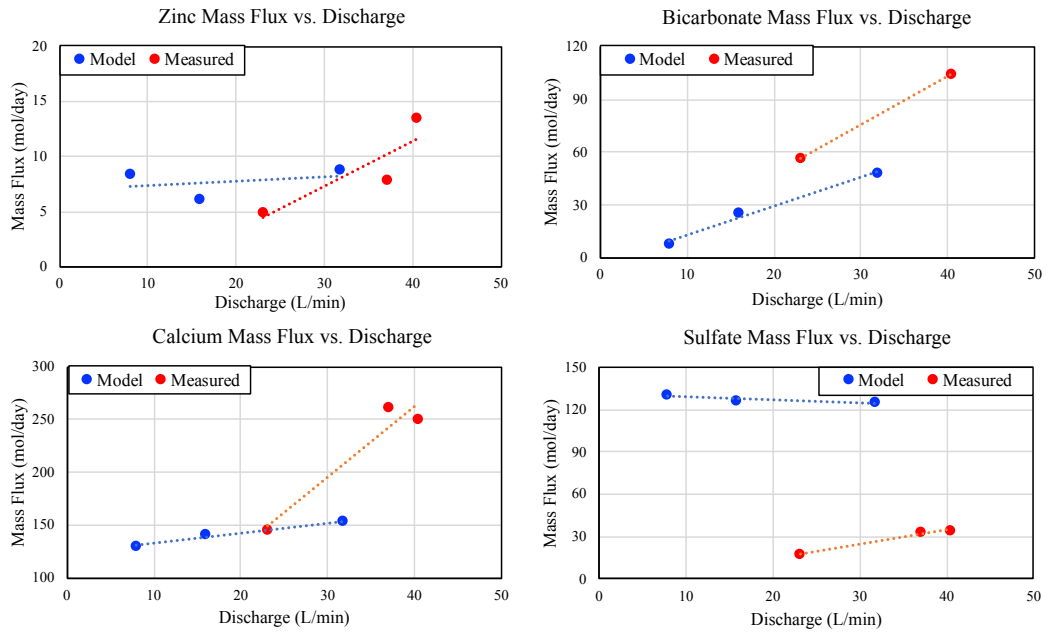 Zinc Mass Flux vs. Discharge
Model Measured
Mass Flux (mol/day)
20
15
10
5
0
0 10 20 30 40 50
Discharge (L/min)
Bicarbonate Mass Flux vs. Discharge
Model Measured
Mass Flux (mol/day)
120
90
60
30
0
0 10 20 30 40 50
Discharge (L/min)
Calcium Mass Flux vs. Discharge
Model Measured
Mass Flux (mol/day)
300
250
200
150
100
0 10 20 30 40 50
Discharge (L/min)
Sulfate Mass Flux vs. Discharge
Model Measured
Mass Flux (mol/day)
150
120
90
60
30
0
0 10 20 30 40 50
Discharge (L/min)